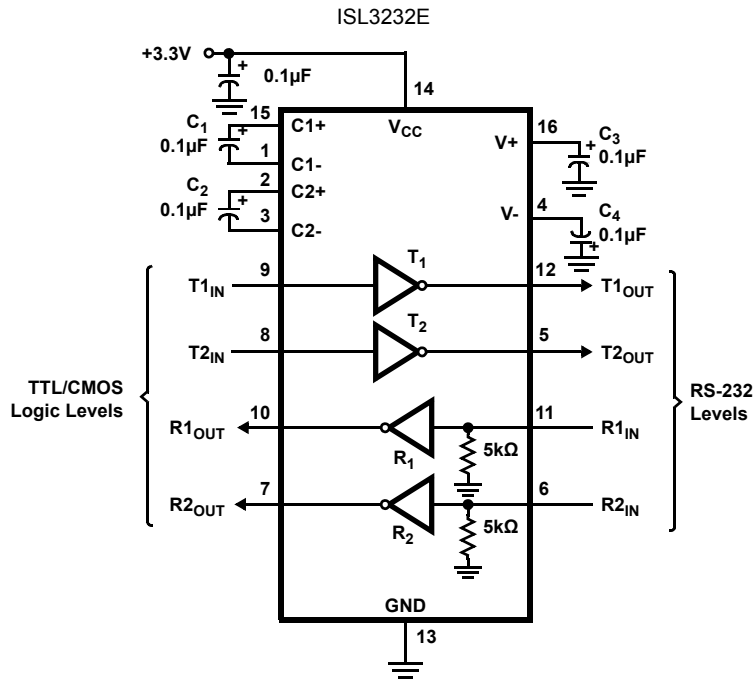 ISL3232E
+3.3V
+
0.1µF
14
15
C1
0.1µF
+
1
C1+
C1-
VCC
V+
16
+
C3
0.1µF
2
C2
0.1µF
+
3
C2+
C2-
V-
4
C4
0.1µF
+
T1IN
9
T1
12
T1OUT
T2IN
8
T2
5
T2OUT
TTL/CMOS
Logic Levels
RS-232
Levels
R1OUT
10
R1
5kΩ
11
R1IN
R2OUT
7
R2
5kΩ
6
R2IN
GND
13